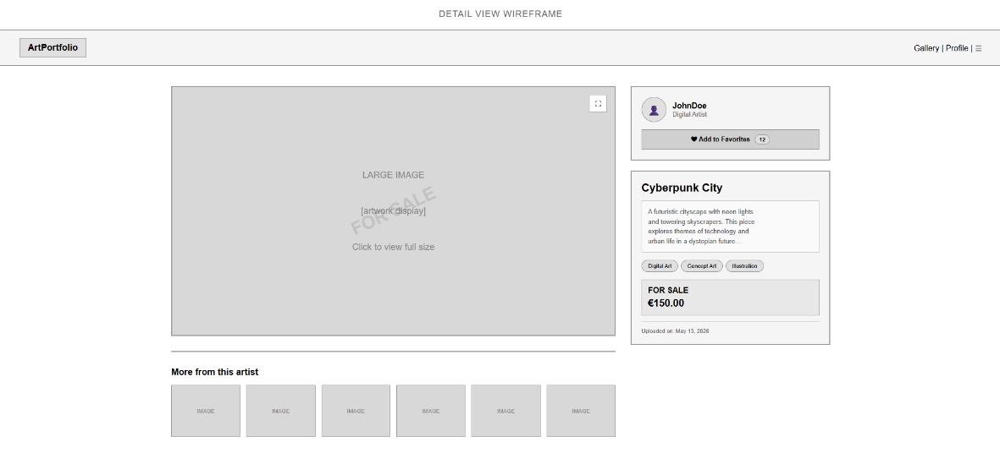 DETAIL VIEW WIREFRAME
ArtPortfolio
Gallery | Profile | ☰
LARGE IMAGE
[artwork display]
FOR SALE
Click to view full size
JohnDoe
Digital Artist
♥ Add to Favorites 12
Cyberpunk City
A futuristic cityscape with neon lights
and towering skyscrapers. This piece
explores themes of technology and
urban life in a dystopian future...
Digital Art Concept Art Illustration
FOR SALE
€150.00
Uploaded on: May 13, 2026
More from this artist
IMAGE IMAGE IMAGE IMAGE IMAGE IMAGE